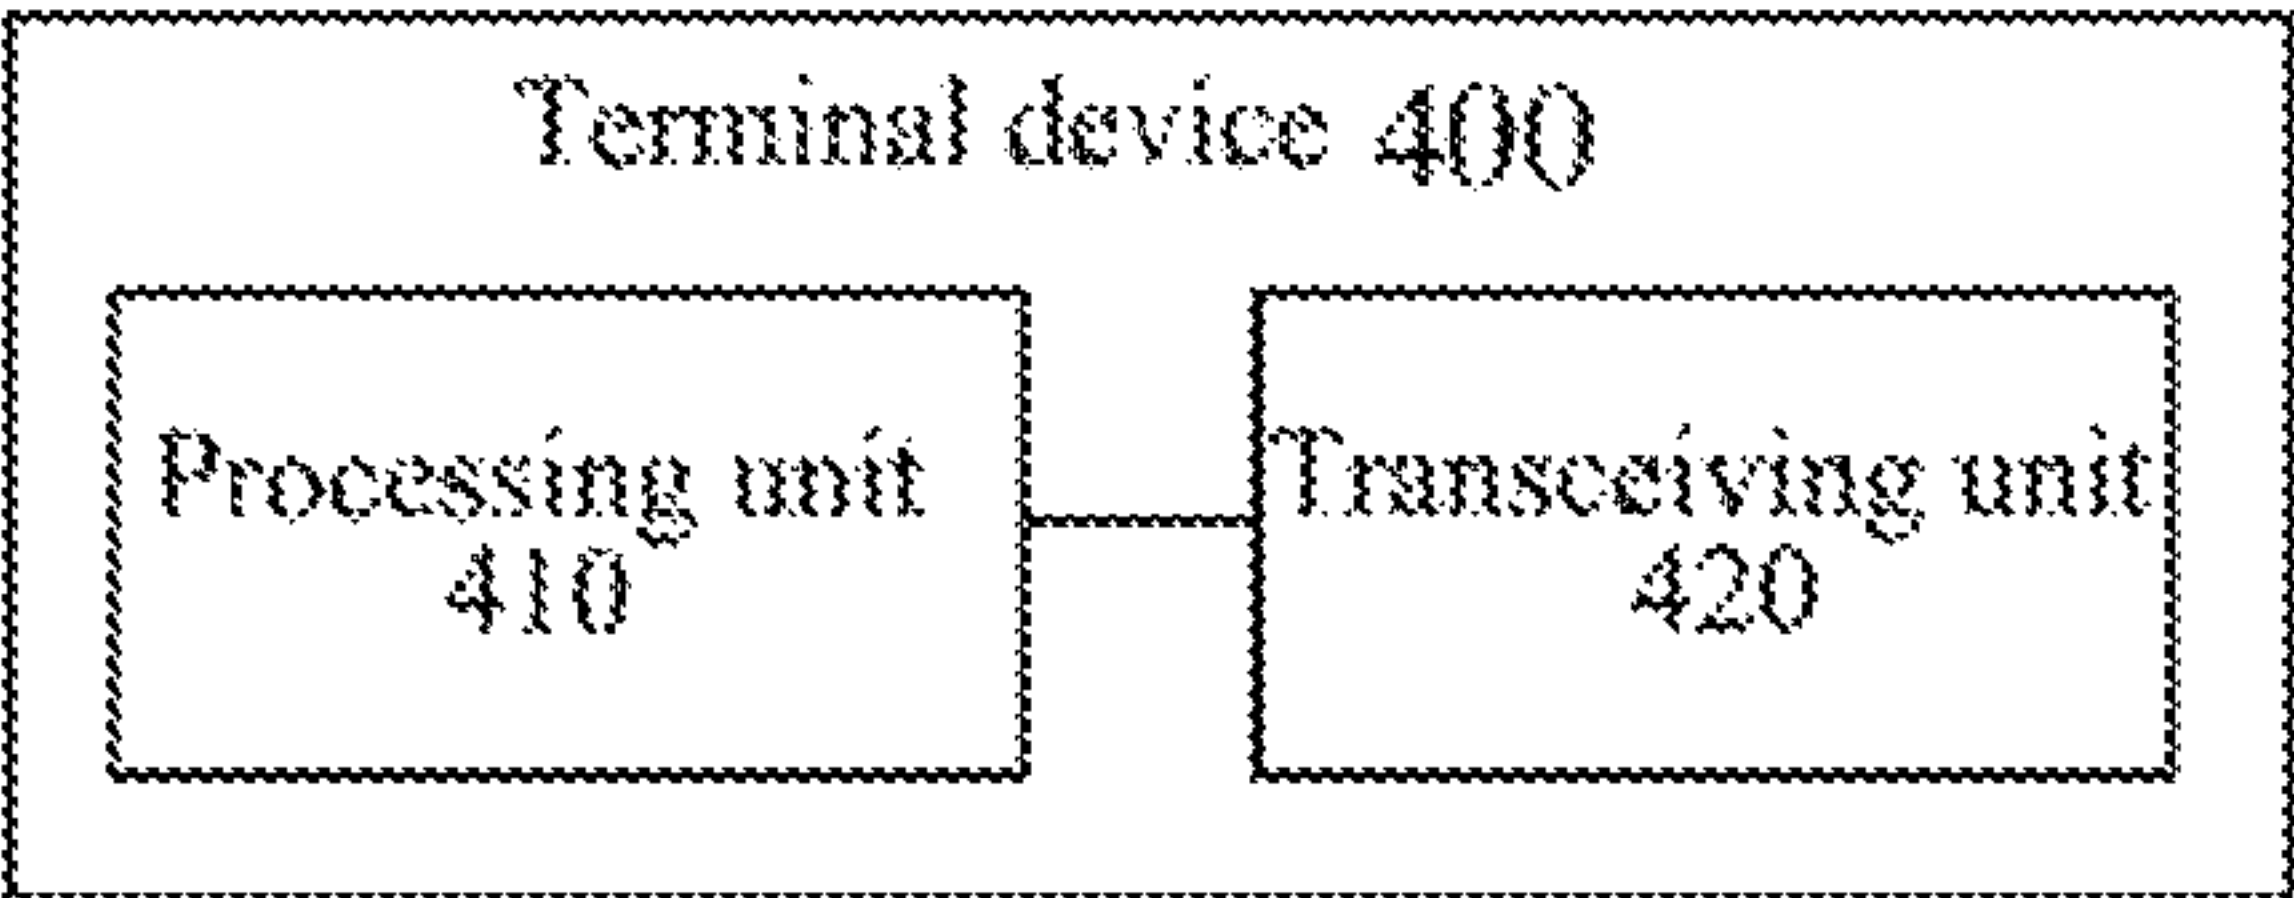 Terminal device 400
Processing unit
410
Transceiving unit
420